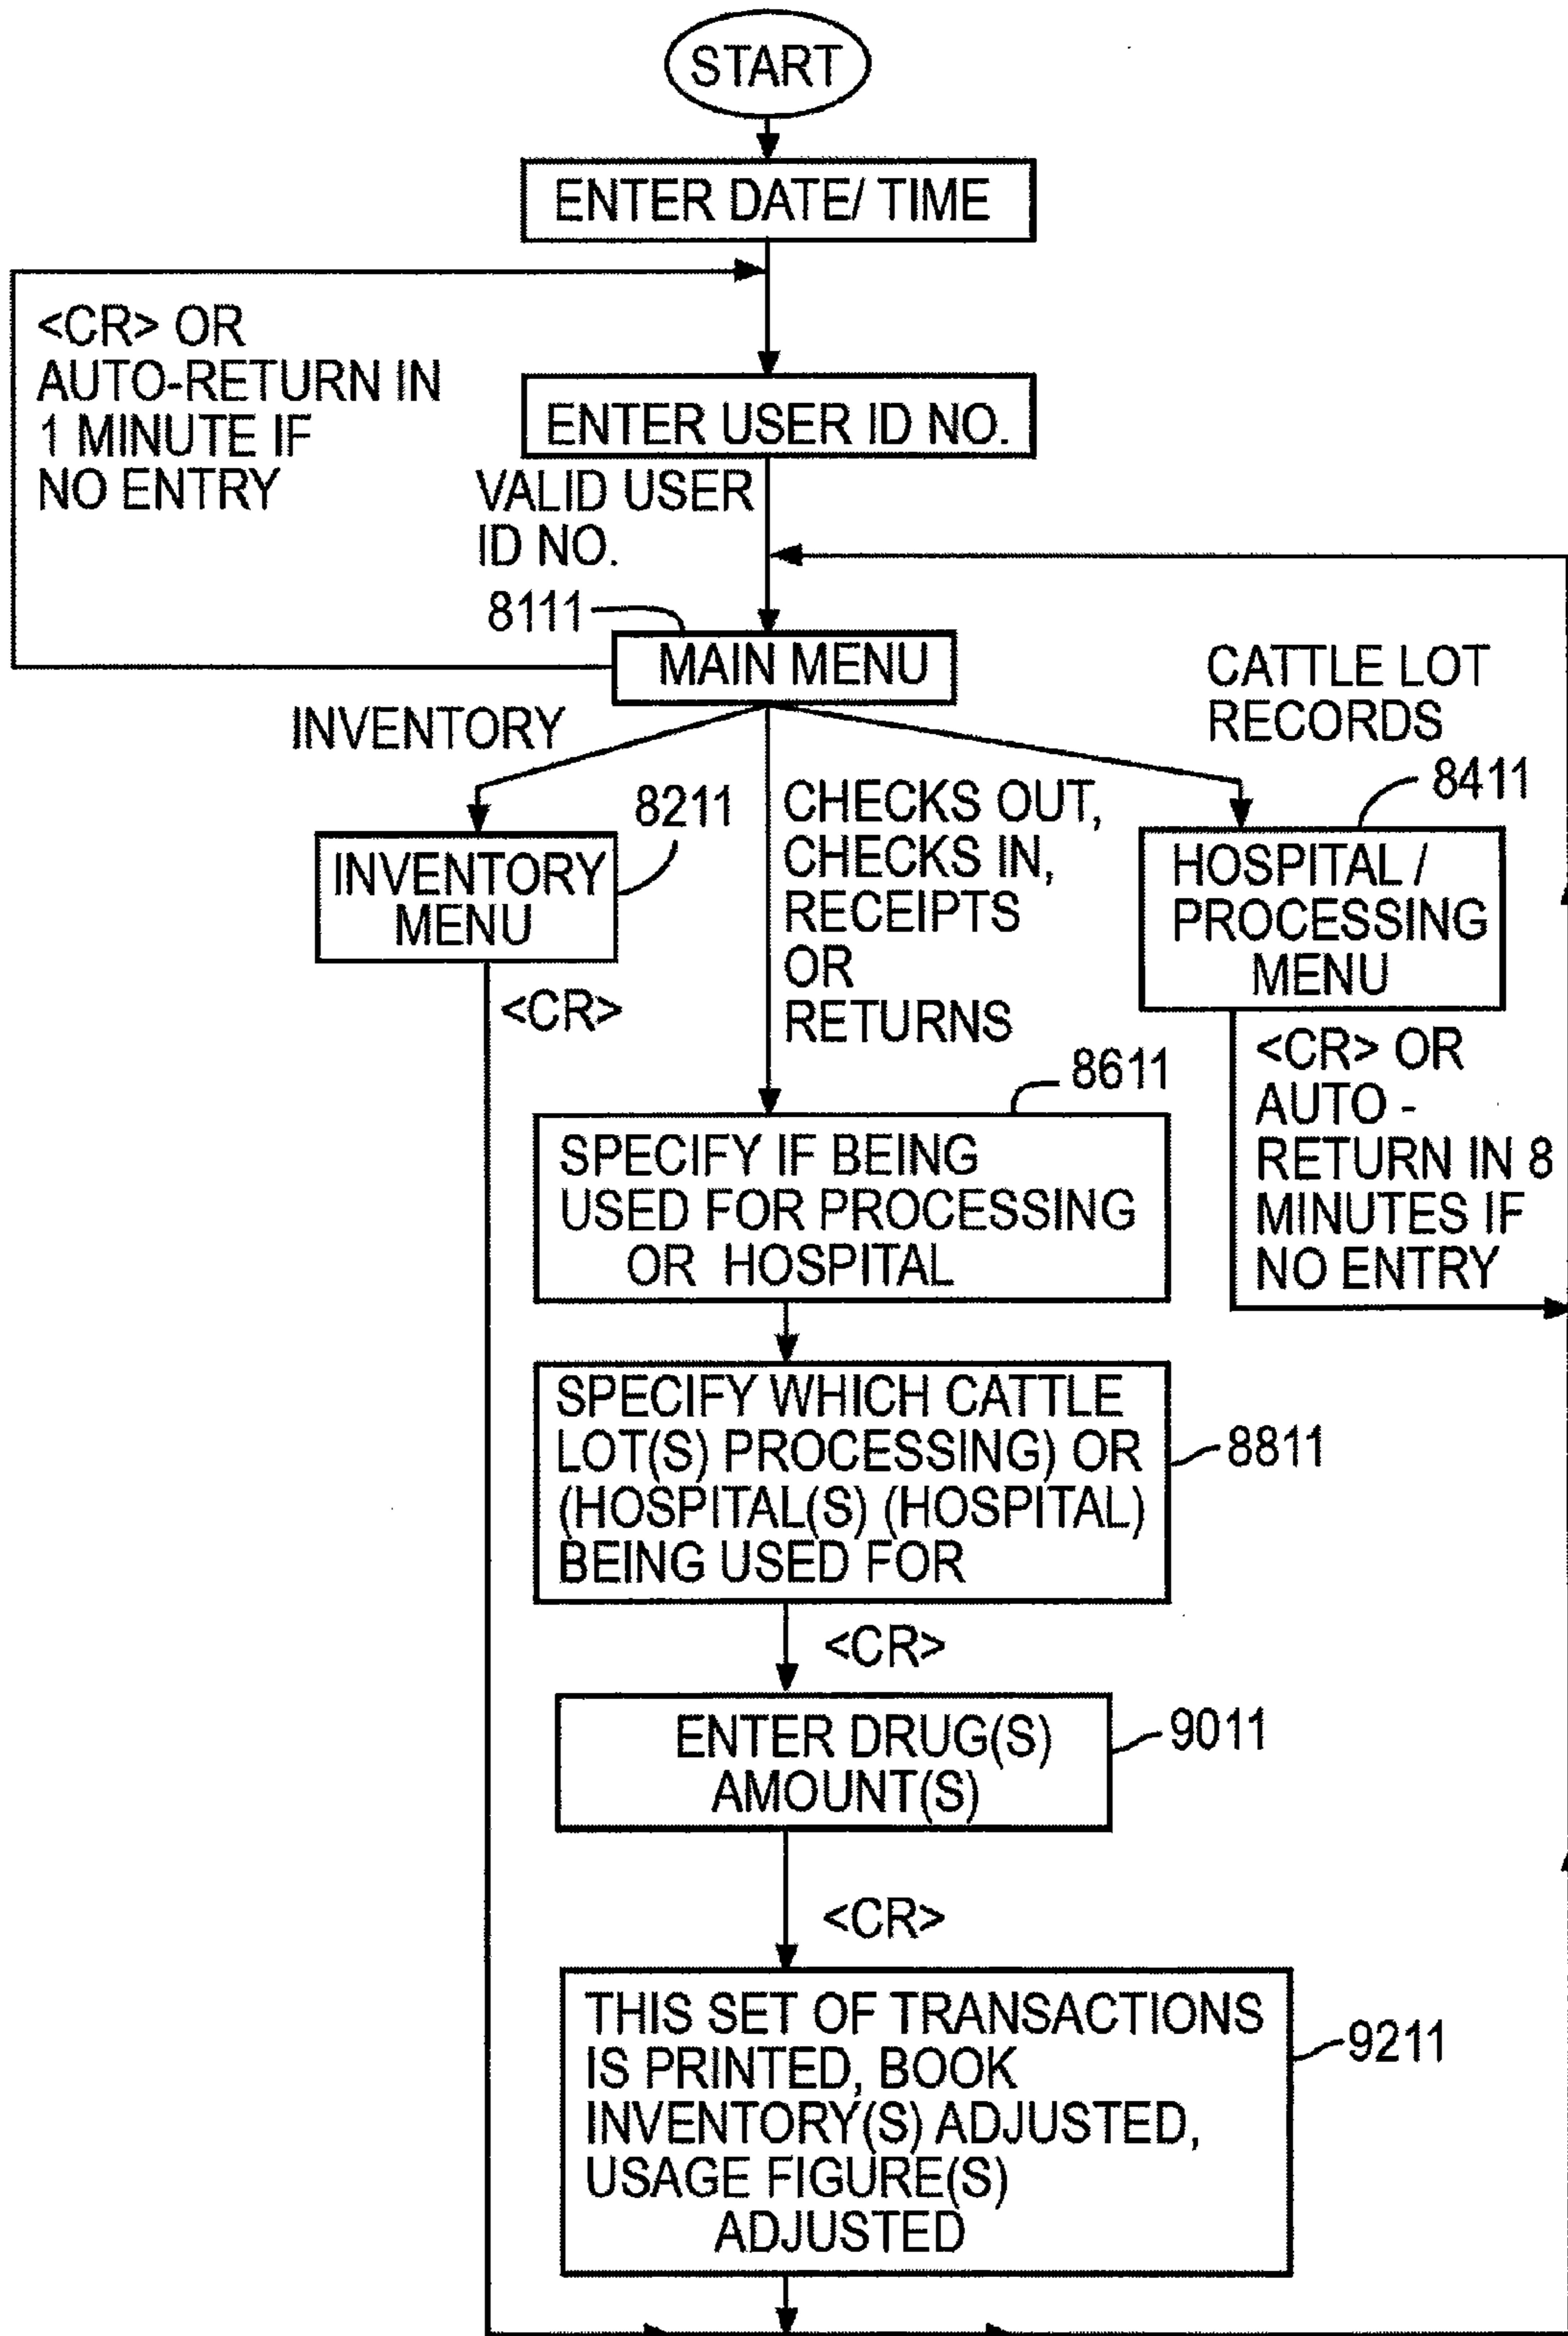 START
ENTER DATE/ TIME
<CR> OR
AUTO-RETURN IN
1 MINUTE IF
NO ENTRY
ENTER USER ID NO.
VALID USER
ID NO.
8111
MAIN MENU
INVENTORY
CATTLE LOT
RECORDS
8211
INVENTORY
MENU
<CR>
CHECKS OUT,
CHECKS IN,
RECEIPTS
OR
RETURNS
8411
HOSPITAL /
PROCESSING
MENU
<CR> OR
AUTO -
RETURN IN 8
MINUTES IF
NO ENTRY
8611
SPECIFY IF BEING
USED FOR PROCESSING
OR HOSPITAL
SPECIFY WHICH CATTLE
LOT(S) PROCESSING) OR
(HOSPITAL(S) (HOSPITAL)
BEING USED FOR
8811
<CR>
ENTER DRUG(S)
AMOUNT(S)
9011
<CR>
THIS SET OF TRANSACTIONS
IS PRINTED, BOOK
INVENTORY(S) ADJUSTED,
USAGE FIGURE(S)
ADJUSTED
9211